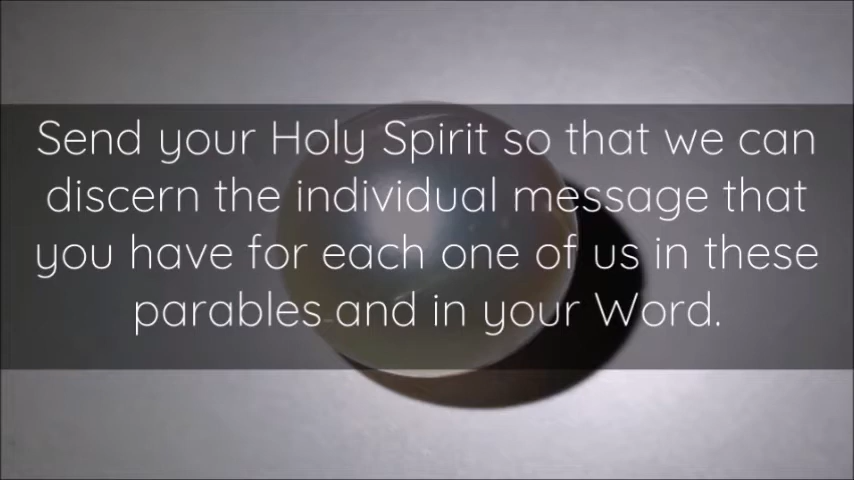 Send your Holy Spirit so that we can
discern the individual message that
you have for each one of us in these
parables and in your Word.